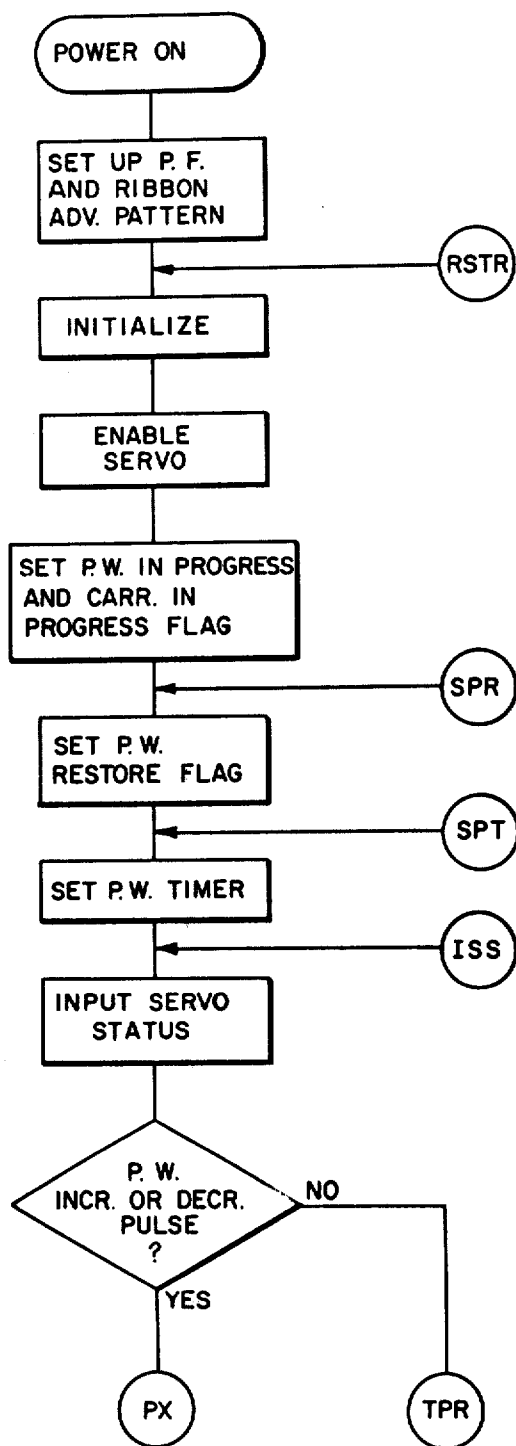 POWER ON
SET UP P. F.
AND RIBBON
ADV. PATTERN
RSTR
INITIALIZE
ENABLE
SERVO
SET P.W. IN PROGRESS
AND CARR. IN
PROGRESS FLAG
SPR
SET P. W.
RESTORE FLAG
SPT
SET P.W. TIMER
ISS
INPUT SERVO
STATUS
P. W.
INCR. OR DECR.
PULSE
?
NO
YES
PX
TPR